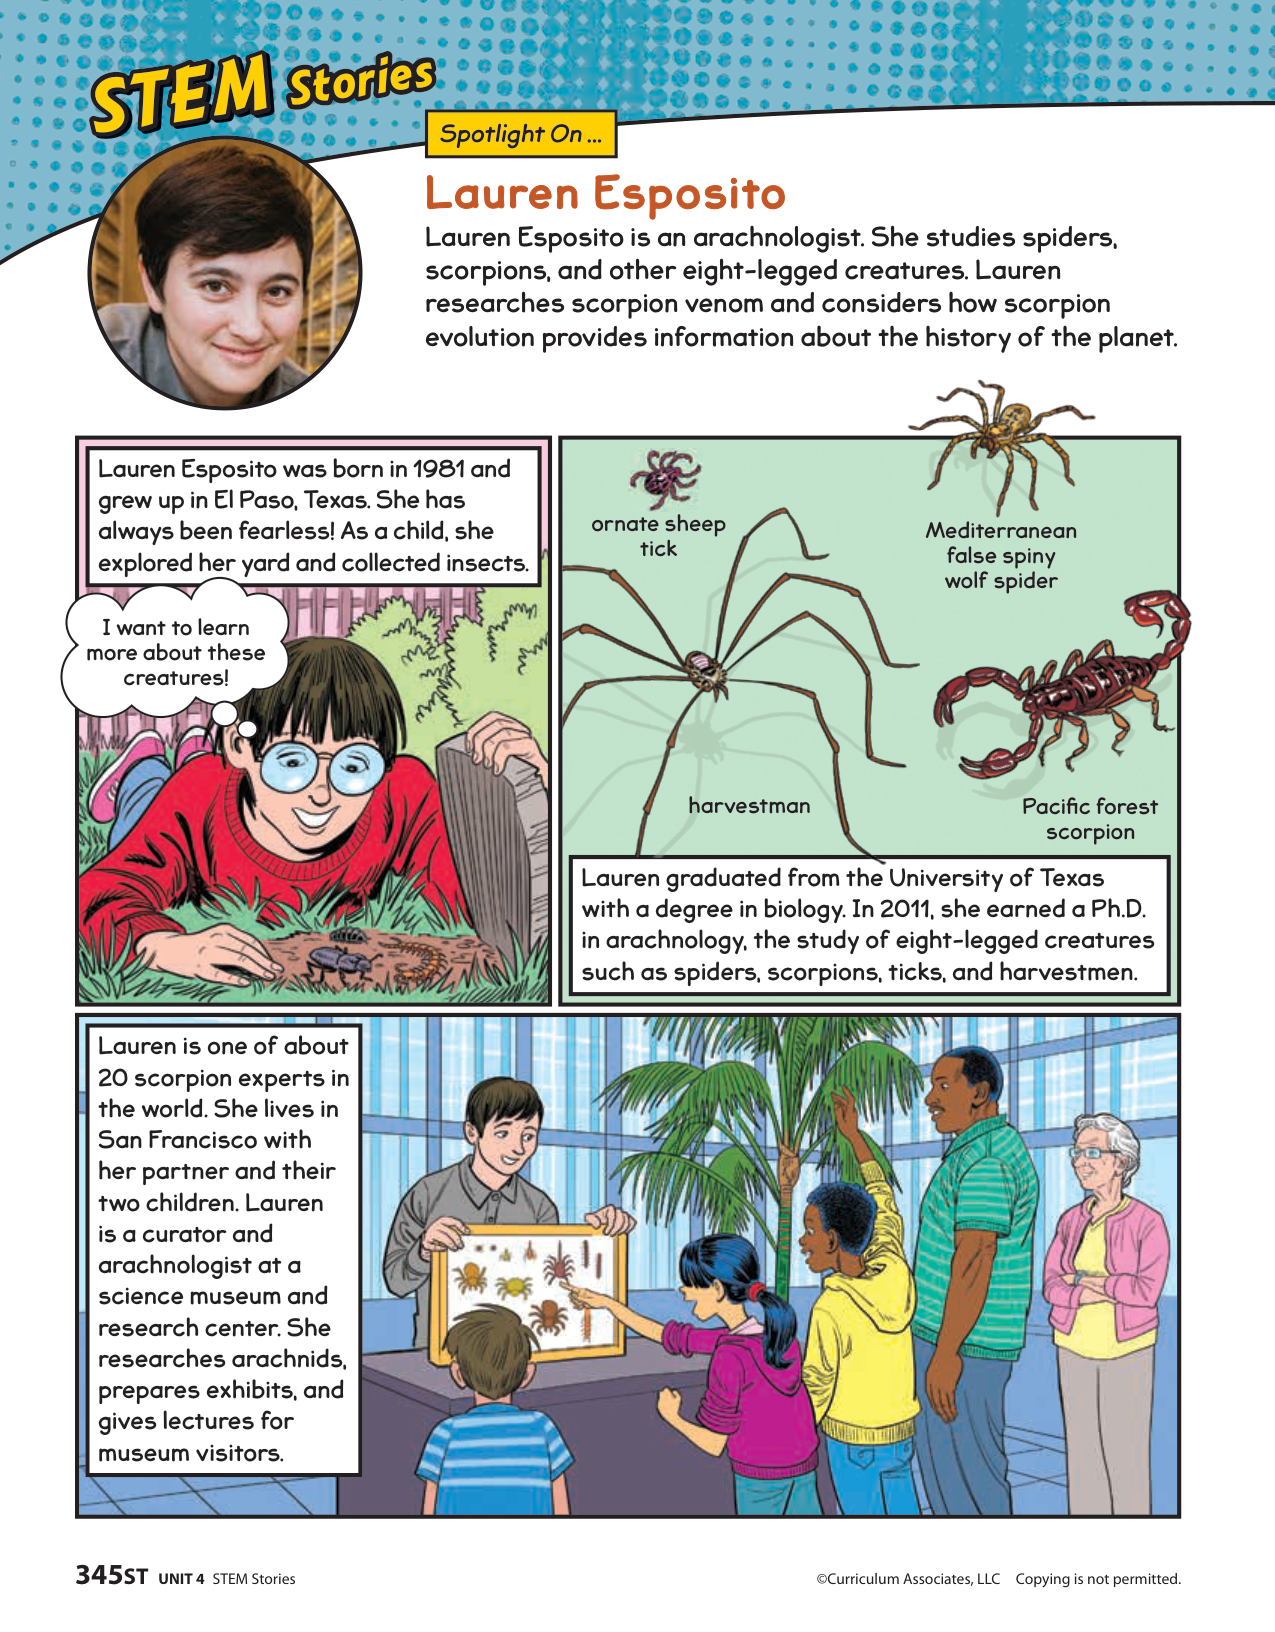 STEM Stories
Spotlight On ...
Lauren Esposito
Lauren Esposito is an arachnologist. She studies spiders,
scorpions, and other eight-legged creatures. Lauren
researches scorpion venom and considers how scorpion
evolution provides information about the history of the planet.
Lauren Esposito was born in 1981 and
grew up in El Paso, Texas. She has
always been fearless! As a child, she
explored her yard and collected insects.
I want to learn
more about these
creatures!
ornate sheep
tick
Mediterranean
false spiny
wolf spider
harvestman
Pacific forest
scorpion
Lauren graduated from the University of Texas
with a degree in biology. In 2011, she earned a Ph.D.
in arachnology, the study of eight-legged creatures
such as spiders, scorpions, ticks, and harvestmen.
Lauren is one of about
20 scorpion experts in
the world. She lives in
San Francisco with
her partner and their
two children. Lauren
is a curator and
arachnologist at a
science museum and
research center. She
researches arachnids,
prepares exhibits, and
gives lectures for
museum visitors.
345ST UNIT 4 STEM Stories
©Curriculum Associates, LLC Copying is not permitted.